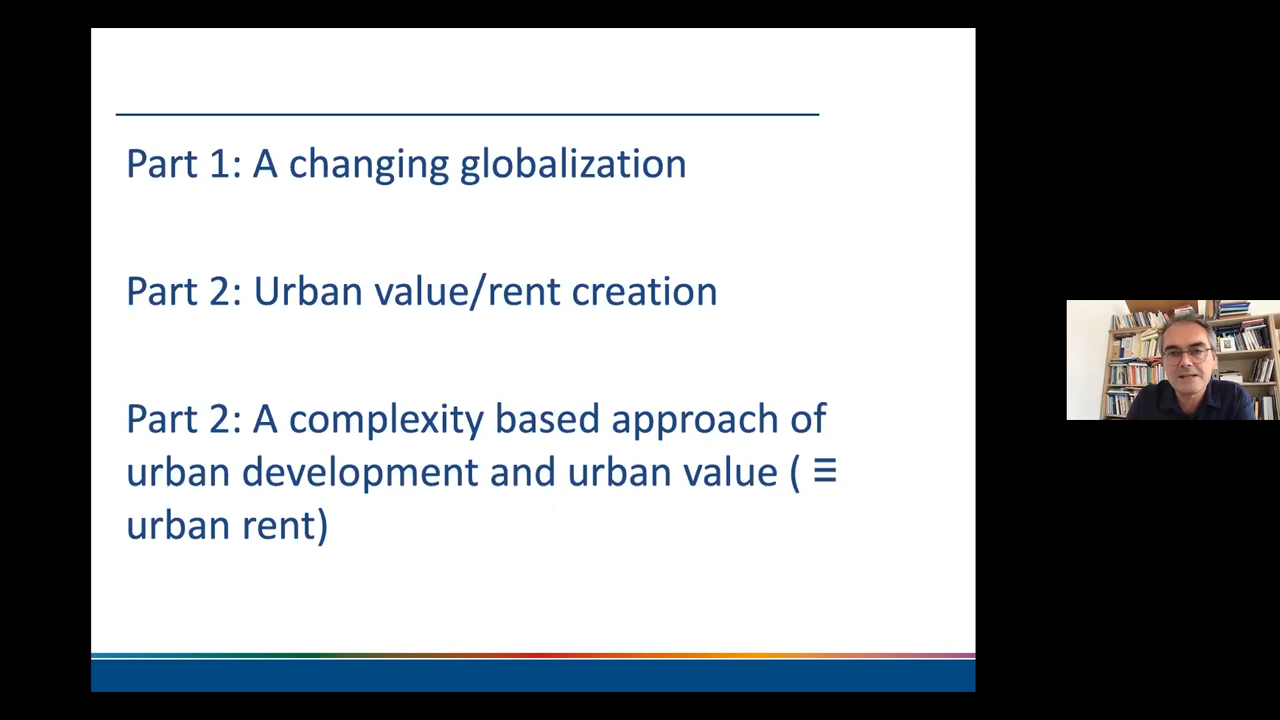 Part 1: A changing globalization
Part 2: Urban value/rent creation
Part 2: A complexity based approach of
urban development and urban value ( ≡
urban rent)